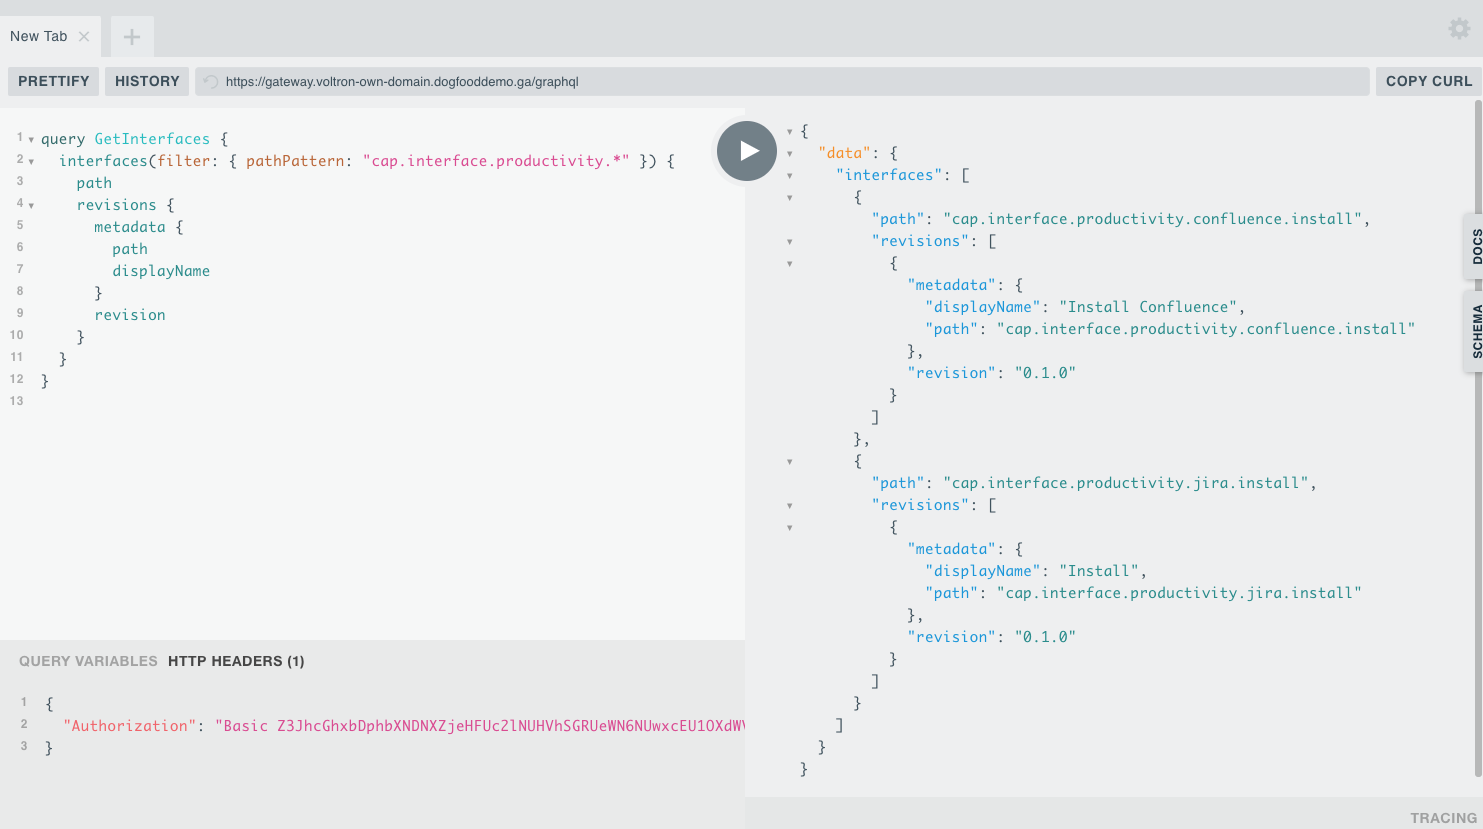 New Tab
PRETTIFY HISTORY https://gateway.voltron-own-domain.dogfooddemo.ga/graphql COPY CURL
1 query GetInterfaces {
2 interfaces(filter: { pathPattern: "cap.interface.productivity.*" }) {
3 path
4 revisions {
5 metadata {
6 path
7 displayName
8 }
9 revision
10 }
11 }
12 }
13
QUERY VARIABLES HTTP HEADERS (1)
1 {
2 "Authorization": "Basic
3 }
{
"data": {
"interfaces": [
{
"path": "cap.interface.productivity.confluence.install",
"revisions": [
{
"metadata": {
"displayName": "Install Confluence",
"path": "cap.interface.productivity.confluence.install"
},
"revision": "0.1.0"
}
]
},
{
"path": "cap.interface.productivity.jira.install",
"revisions": [
{
"metadata": {
"displayName": "Install",
"path": "cap.interface.productivity.jira.install"
},
"revision": "0.1.0"
}
]
}
]
}
}
DOCS
SCHEMA
TRACING